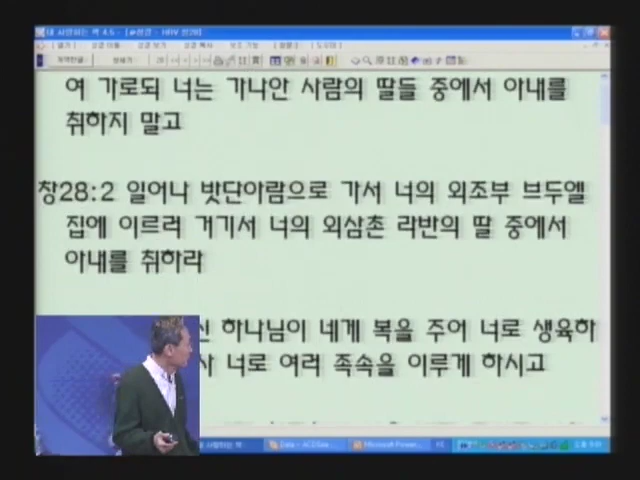 여 가로되 너는 가나안 사람의 딸들 중에서 아내를
취하지 말고
창28:2 일어나 밧단아람으로 가서 너의 외조부 브두엘
집에 이르러 거기서 너의 외삼촌 라반의 딸 중에서
아내를 취하라
하나님이 네게 복을 주어 너로 생육하
너로 여러 족속을 이루게 하시고